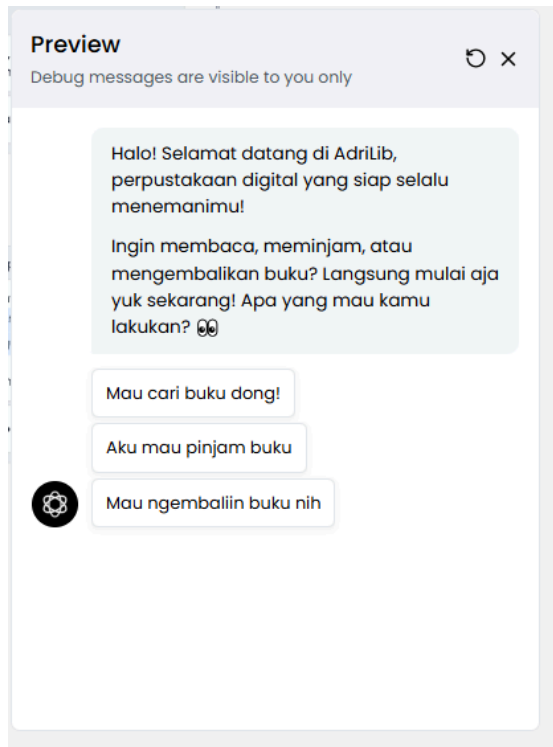 Preview
Debug messages are visible to you only
Halo! Selamat datang di AdriLib,
perpustakaan digital yang siap selalu
menemanimu!
Ingin membaca, meminjam, atau
mengembalikan buku? Langsung mulai aja
yuk sekarang! Apa yang mau kamu
lakukan? 👀
Mau cari buku dong!
Aku mau pinjam buku
Mau ngembaliin buku nih